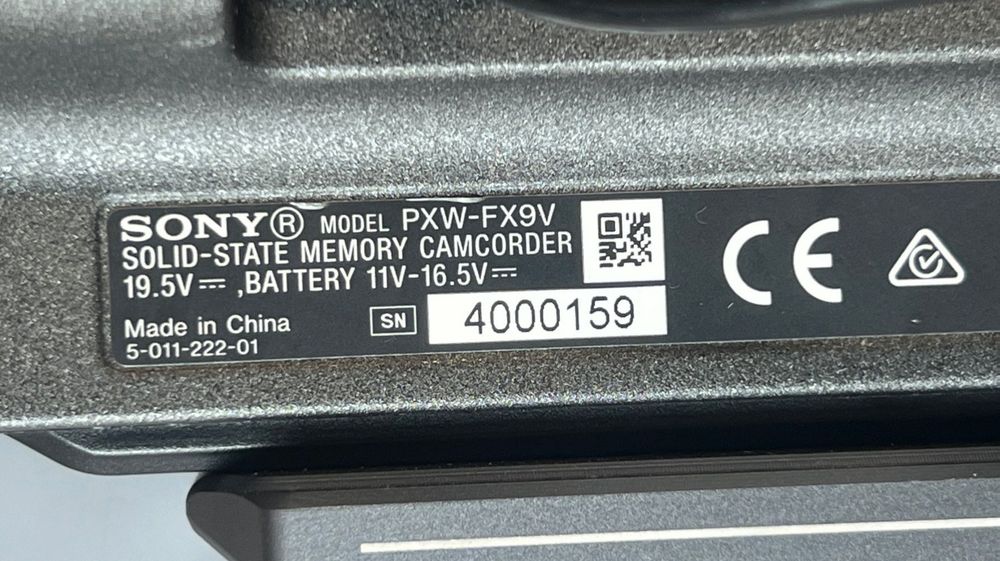 SONY® MODEL PXW-FX9V
SOLID-STATE MEMORY CAMCORDER
19.5V⎓ ,BATTERY 11V-16.5V⎓
Made in China
SN 4000159
5-011-222-01
CE